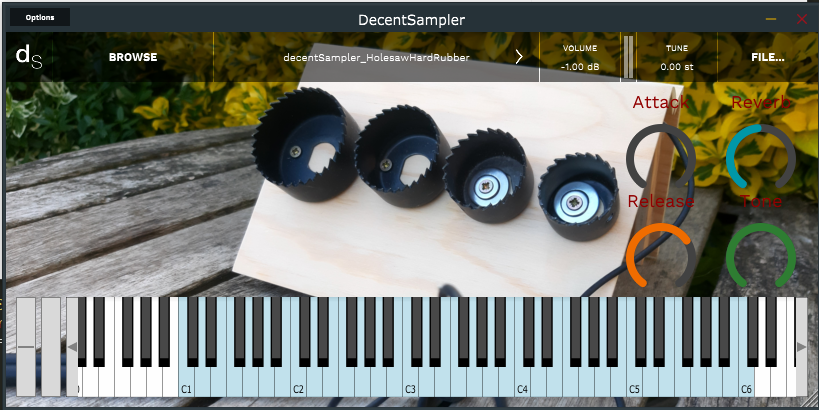 Options
DecentSampler
ds
BROWSE
decentSampler_HolesawHardRubber
VOLUME
-1.00 dB
TUNE
0.00 st
FILE...
Attack
Reverb
Release
Tone
C1
C2
C3
C4
C5
C6